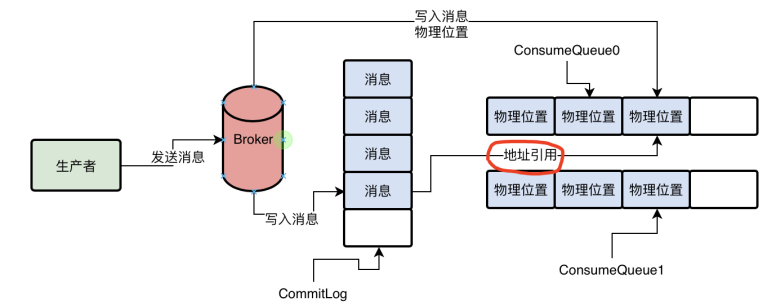 写入消息
物理位置
ConsumeQueue0
消息
物理位置 物理位置 物理位置
消息
Broker
生产者
发送消息
消息
地址引用
消息
物理位置 物理位置 物理位置
写入消息
ConsumeQueue1
CommitLog